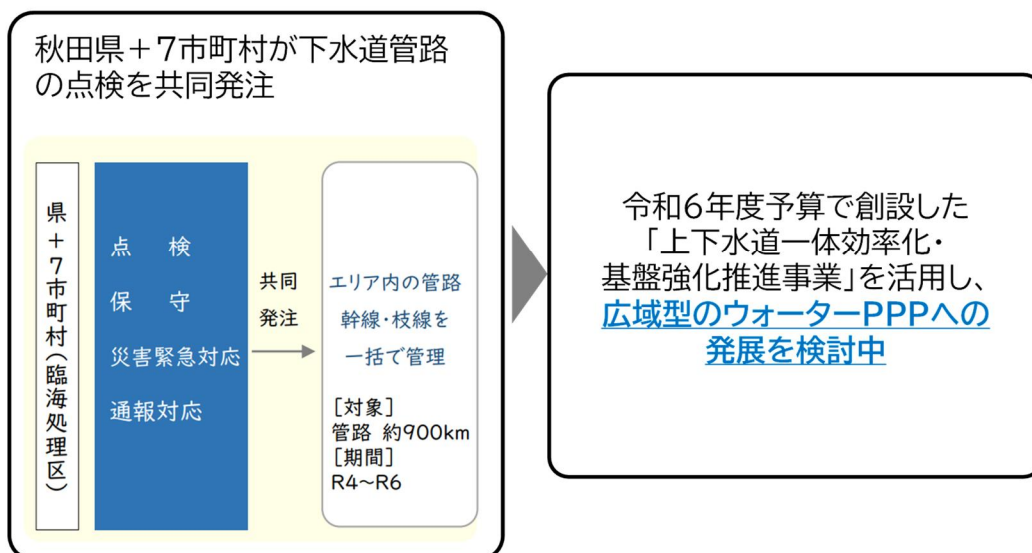 秋田県＋7市町村が下水道管路
の点検を共同発注
県＋7市町村(臨海処理区)
点　検
保　守
災害緊急対応
通報対応
共同
発注
エリア内の管路
幹線・枝線を
一括で管理
[対象]
管路 約900km
[期間]
R4～R6
令和6年度予算で創設した
「上下水道一体効率化・
基盤強化推進事業」を活用し、
広域型のウォーターPPPへの
発展を検討中